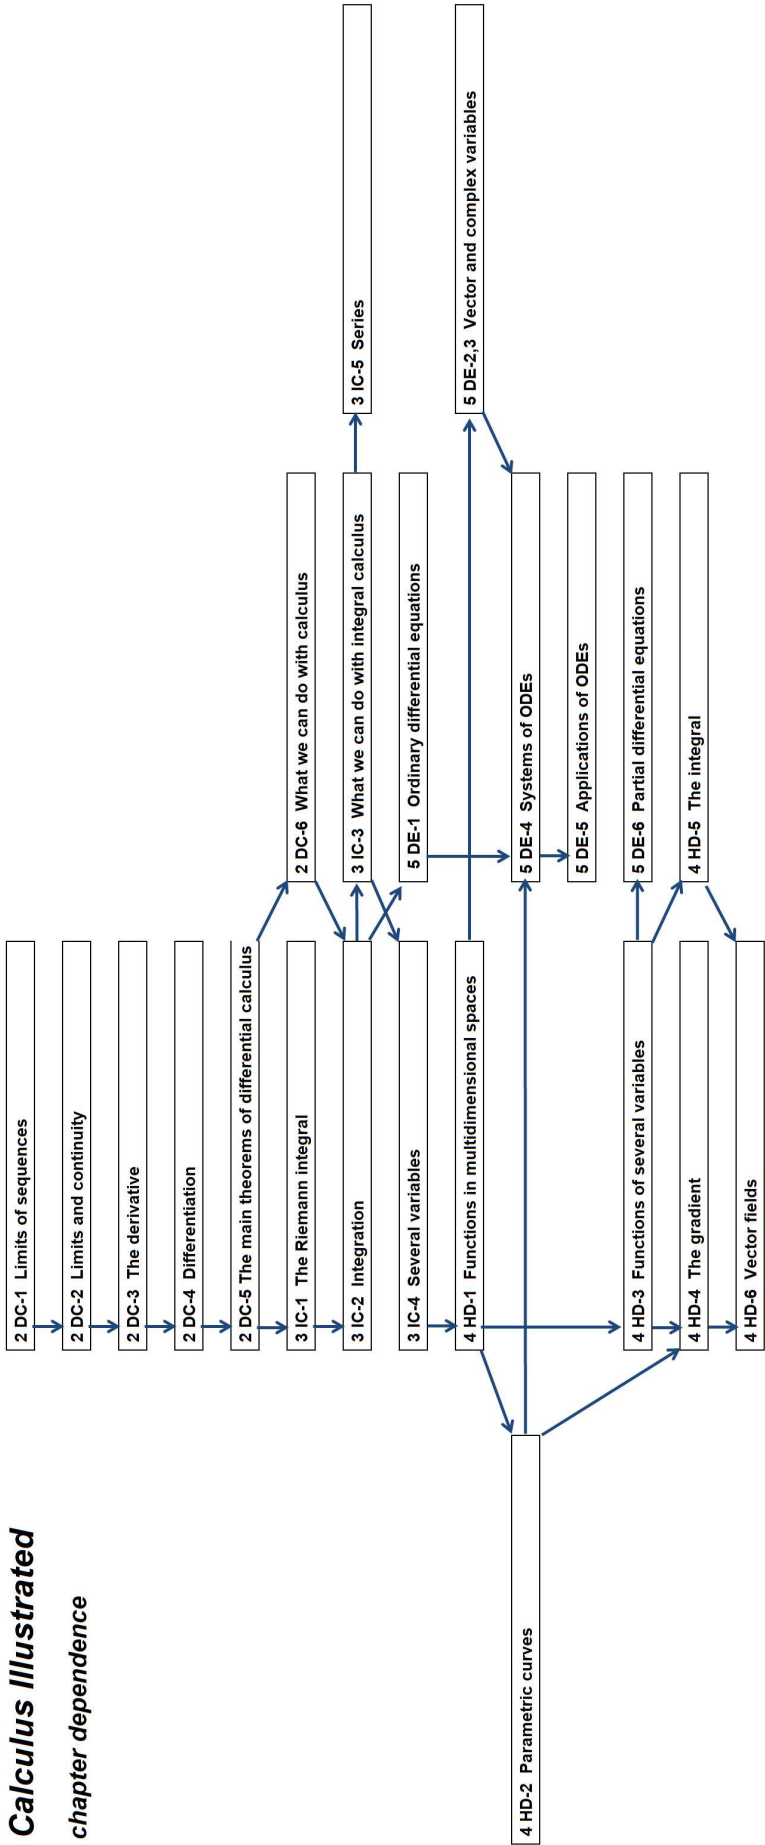 Calculus Illustrated
chapter dependence
2 DC-1 Limits of sequences
2 DC-2 Limits and continuity
2 DC-3 The derivative
2 DC-4 Differentiation
2 DC-5 The main theorems of differential calculus
2 DC-6 What we can do with calculus
3 IC-1 The Riemann integral
3 IC-2 Integration
3 IC-3 What we can do with integral calculus
3 IC-5 Series
3 IC-4 Several variables
5 DE-1 Ordinary differential equations
4 HD-1 Functions in multidimensional spaces
5 DE-2,3 Vector and complex variables
4 HD-2 Parametric curves
5 DE-4 Systems of ODEs
5 DE-5 Applications of ODEs
4 HD-3 Functions of several variables
5 DE-6 Partial differential equations
4 HD-4 The gradient
4 HD-5 The integral
4 HD-6 Vector fields